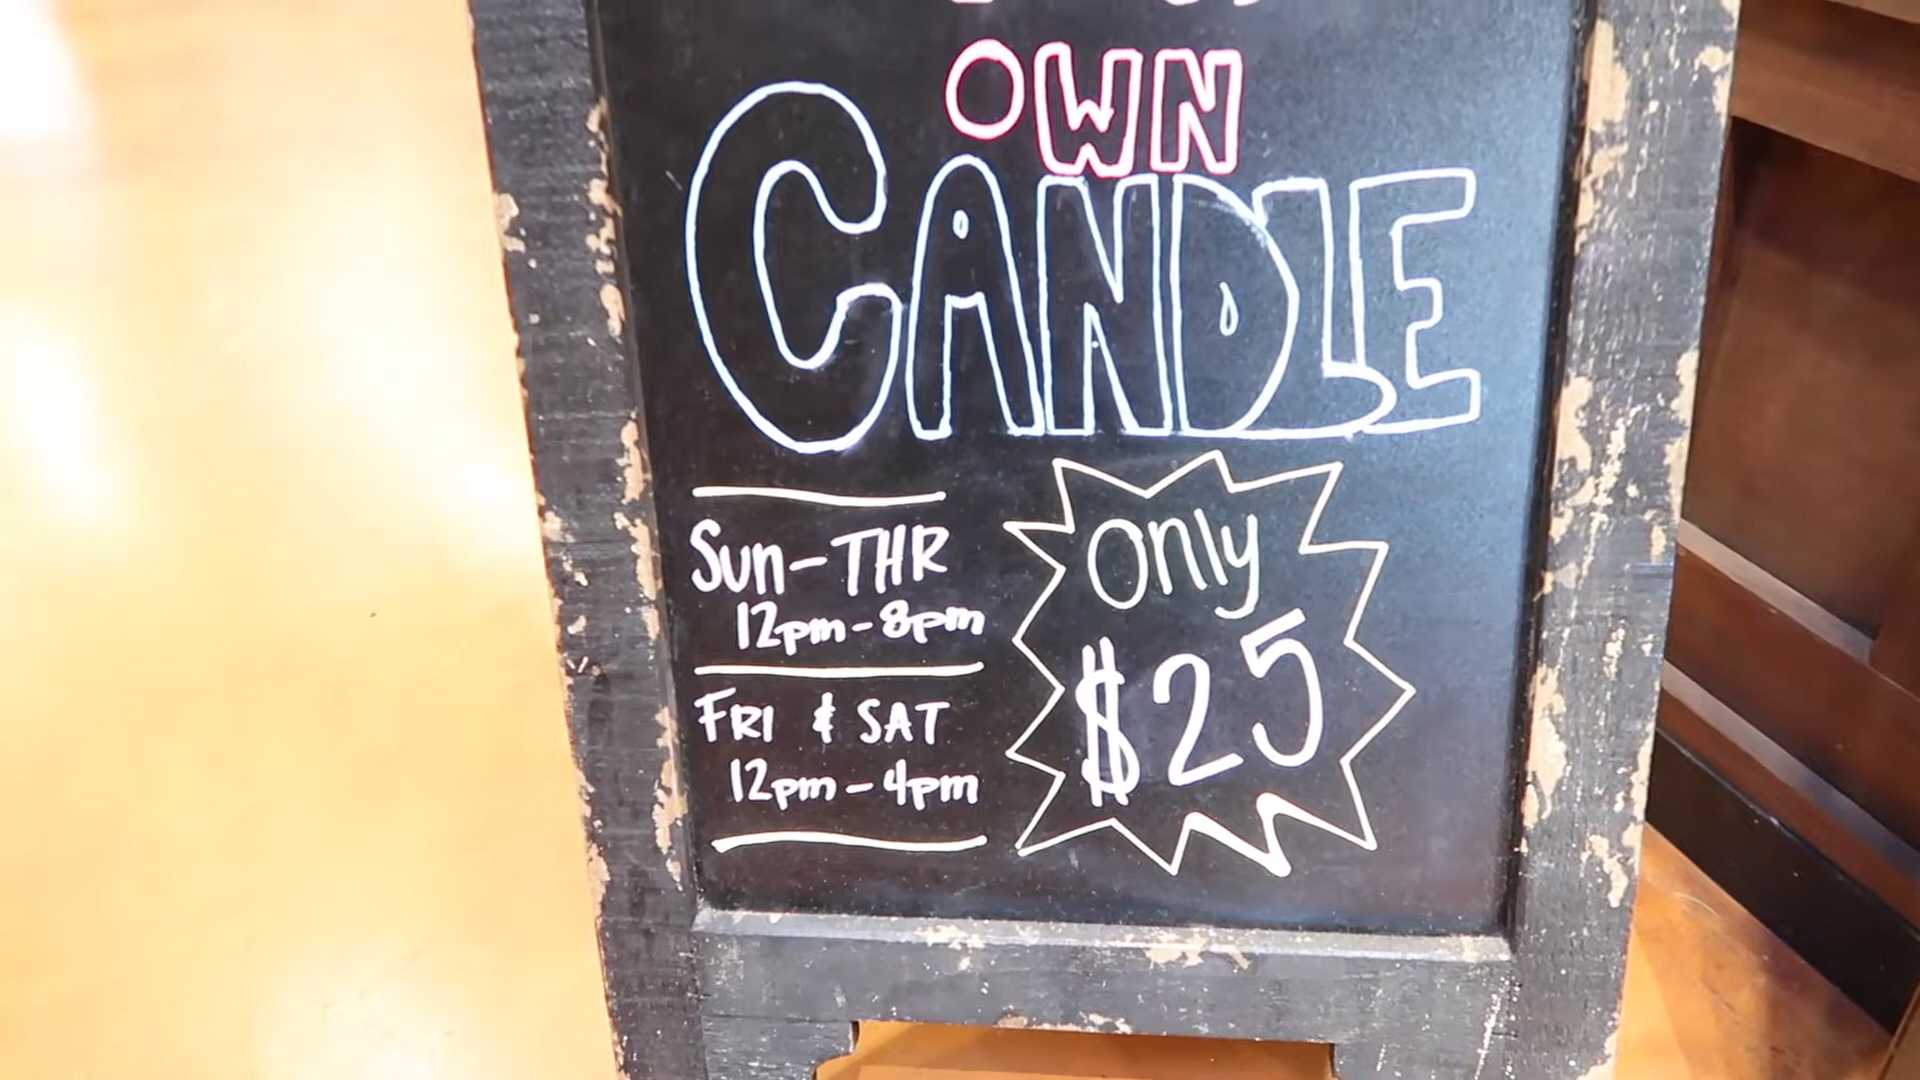 OWN
CANDLE
Sun-THR
12pm-8pm
FRI & SAT
12pm-4pm
only
$25